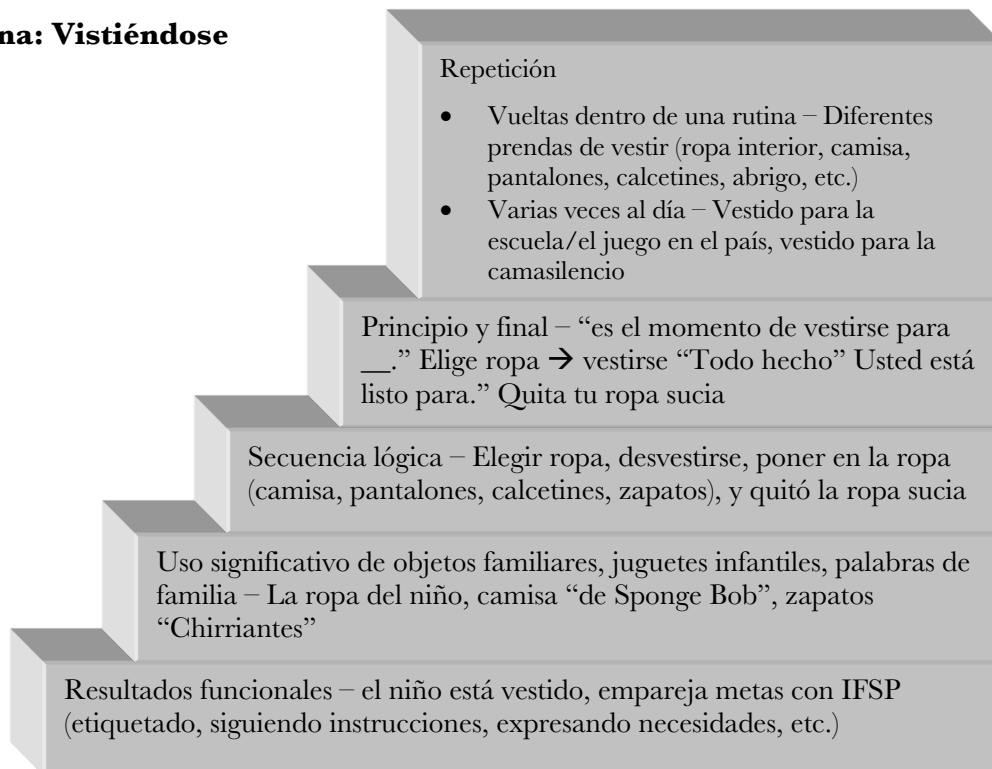 na: Vistiéndose
Repetición
• Vueltas dentro de una rutina – Diferentes
prendas de vestir (ropa interior, camisa,
pantalones, calcetines, abrigo, etc.)
• Varias veces al día – Vestido para la
escuela/el juego en el país, vestido para la
camasilencio
Principio y final – “es el momento de vestirse para
__.” Elige ropa → vestirse “Todo hecho” Usted está
listo para.” Quita tu ropa sucia
Secuencia lógica – Elegir ropa, desvestirse, poner en la ropa
(camisa, pantalones, calcetines, zapatos), y quitó la ropa sucia
Uso significativo de objetos familiares, juguetes infantiles, palabras de
familia – La ropa del niño, camisa “de Sponge Bob”, zapatos
“Chirriantes”
Resultados funcionales – el niño está vestido, empareja metas con IFSP
(etiquetado, siguiendo instrucciones, expresando necesidades, etc.)